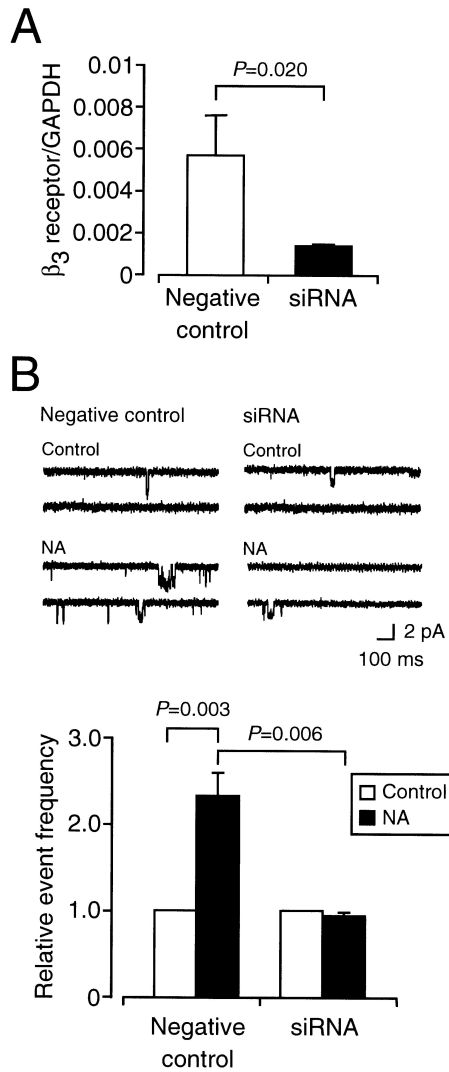 A
β3 receptor/GAPDH
0.01
0.008
0.006
0.004
0.002
0
P=0.020
Negative control
siRNA
B
Negative control
siRNA
Control
Control
NA
NA
2 pA
100 ms
Relative event frequency
3.0
2.0
1.0
0
P=0.003
P=0.006
Control
NA
Negative control
siRNA